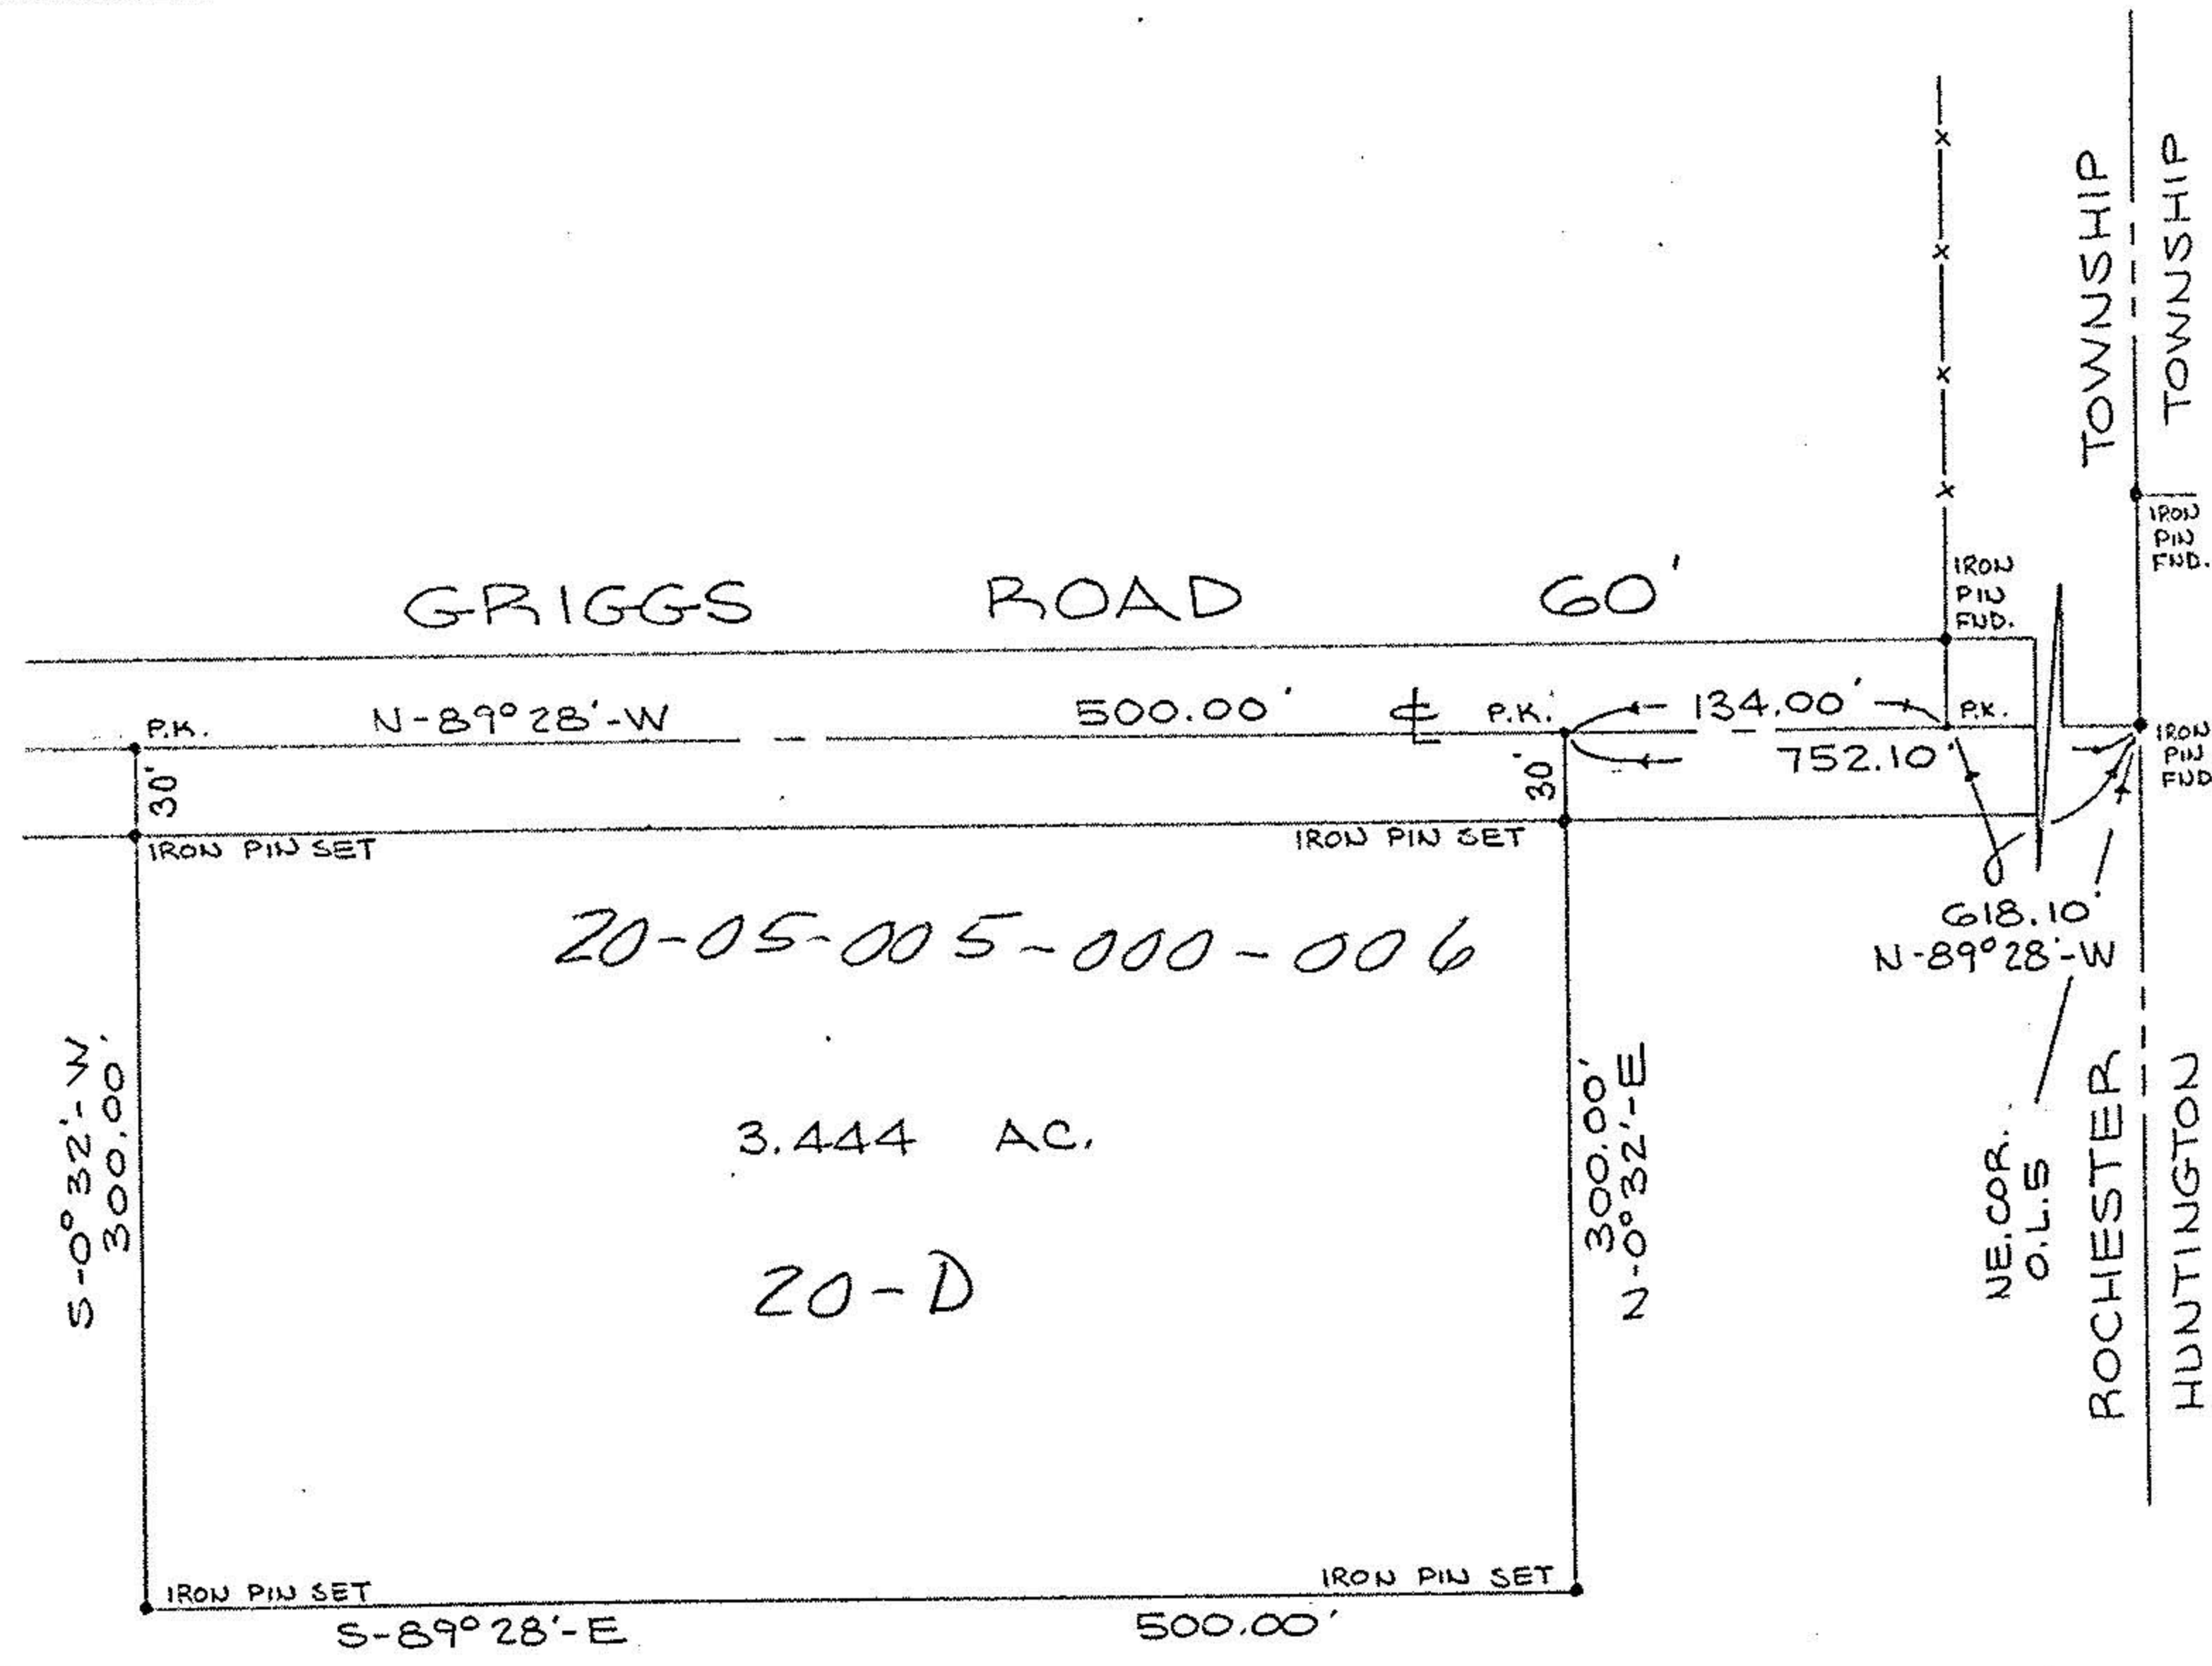 TOWNSHIP
TOWNSHIP
IRON
PIN
FND.
GRIGGS ROAD 60'
IRON
PIN
FND.
P.K.
N-89°28'-W
500.00'
℄
P.K.
134.00'
P.K.
752.10'
IRON
PIN
FND
30'
30'
IRON PIN SET
IRON PIN SET
618.10'
N-89°28'-W
20-05-005-000-006
S-0°32'-W
300.00'
3.444 AC.
300.00'
N-0°32'-E
NE.COR.
O.L.5
ROCHESTER
HUNTINGTON
20-D
IRON PIN SET
IRON PIN SET
S-89°28'-E
500.00'